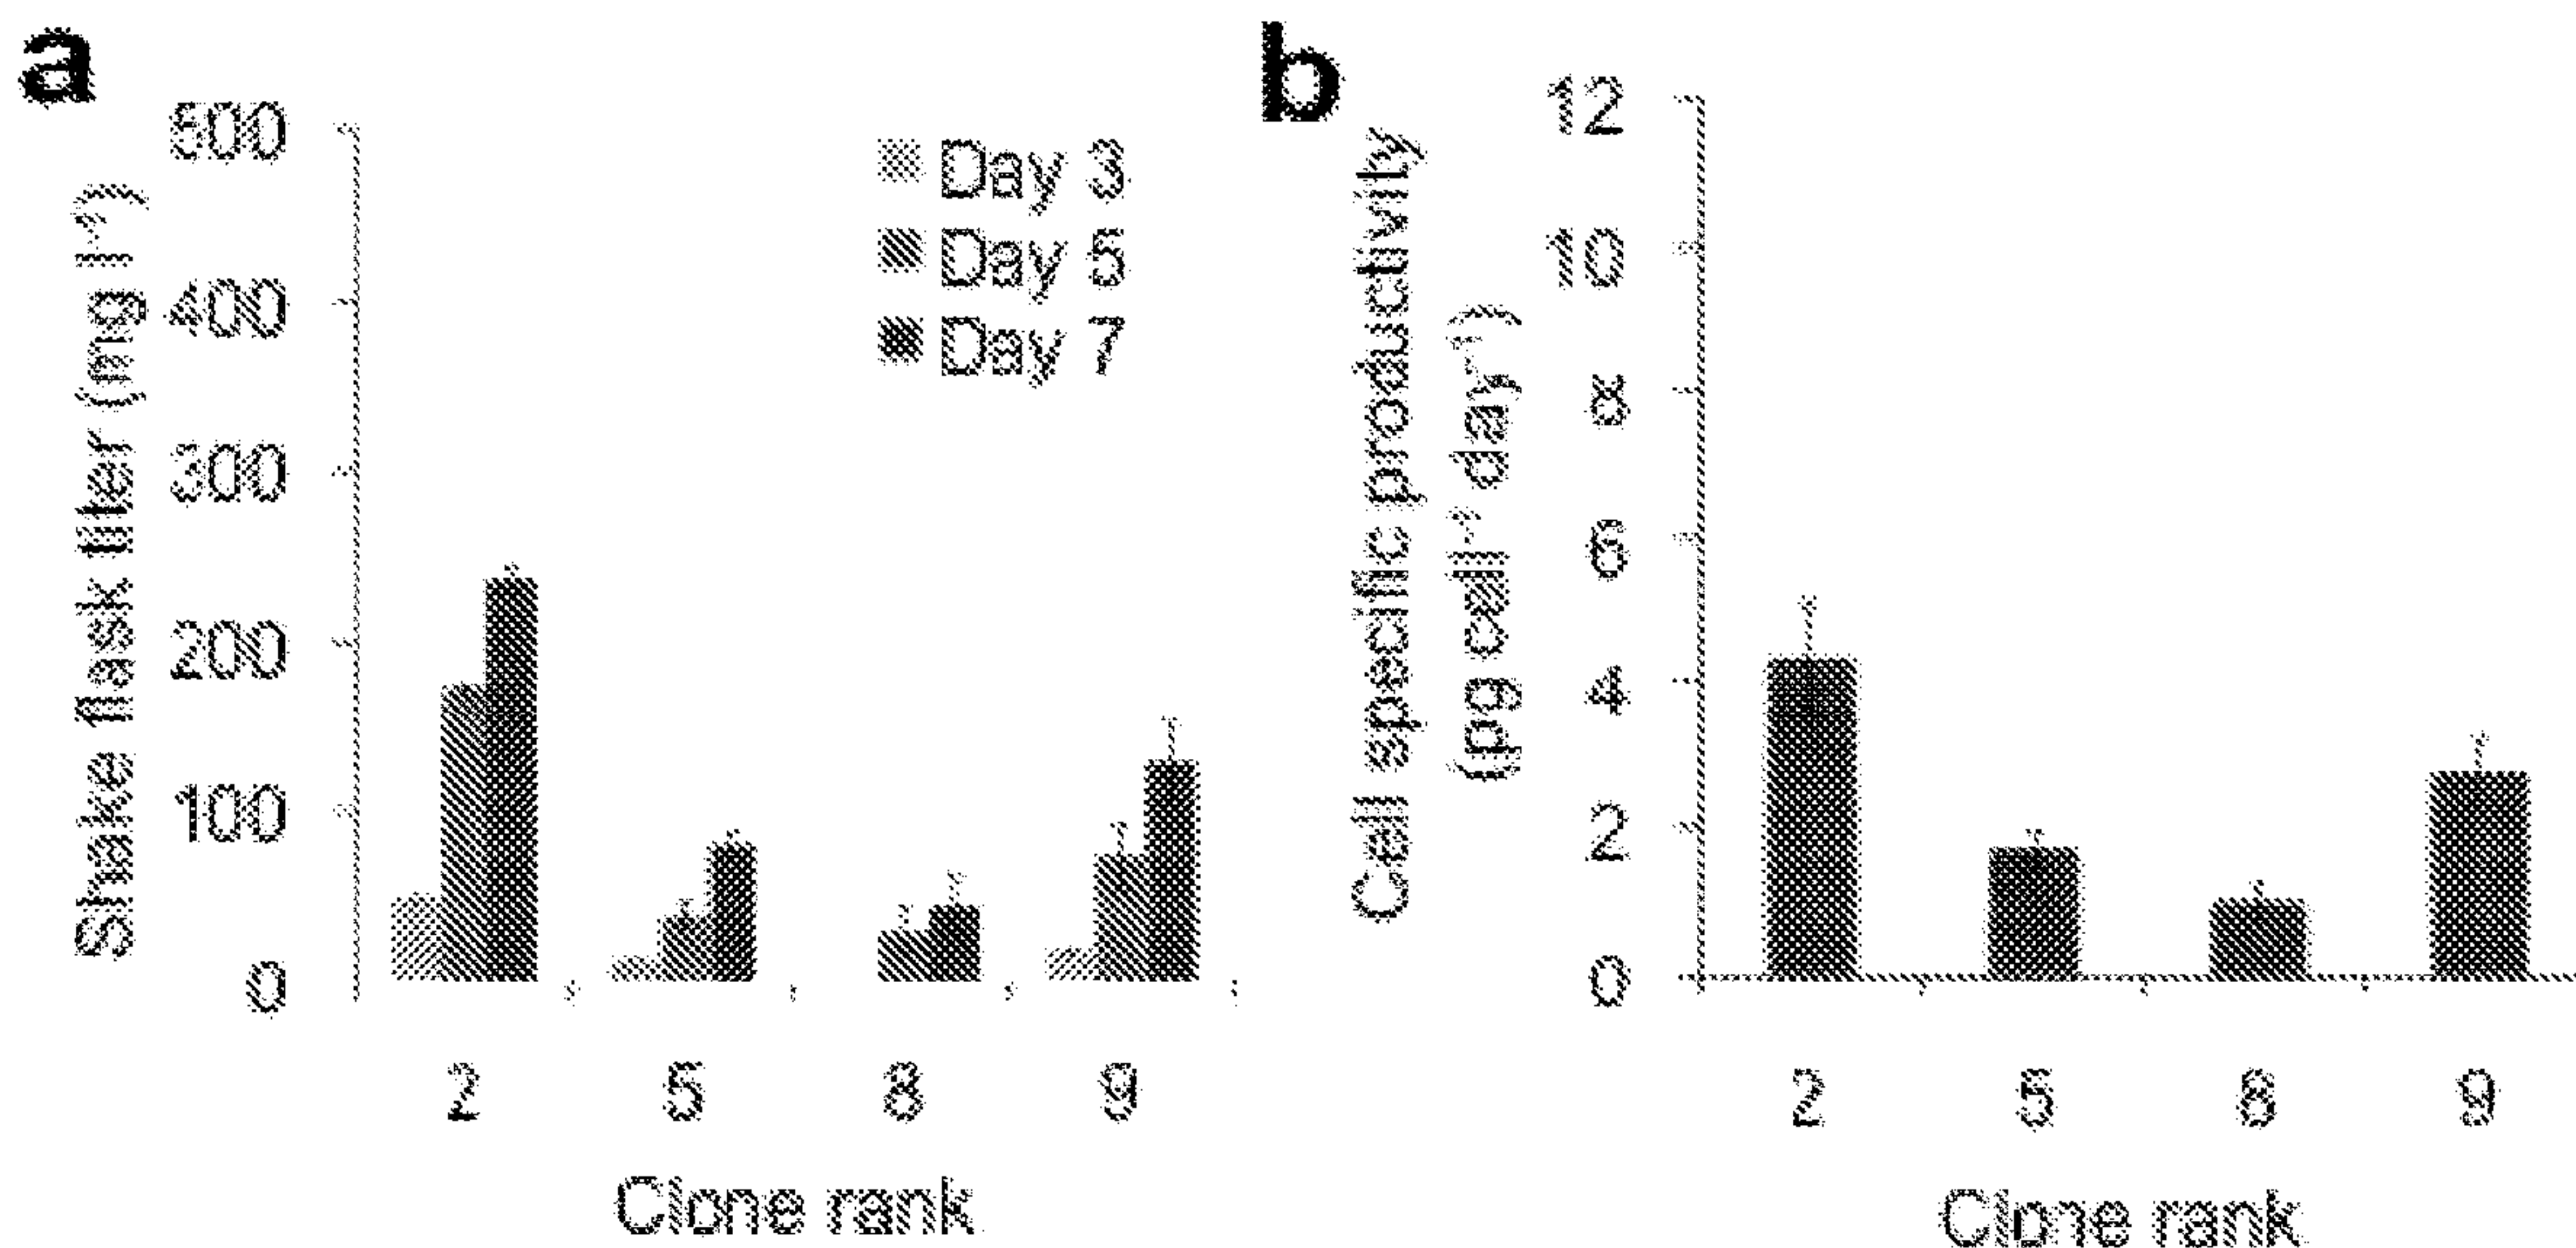 a
500
400
300
200
100
0
Shake flask titer (mg l⁻¹)
Day 3
Day 5
Day 7
2
5
8
9
Clone rank
b
12
10
8
6
4
2
0
Cell specific productivity
(pg cell⁻¹ day⁻¹)
2
5
8
9
Clone rank